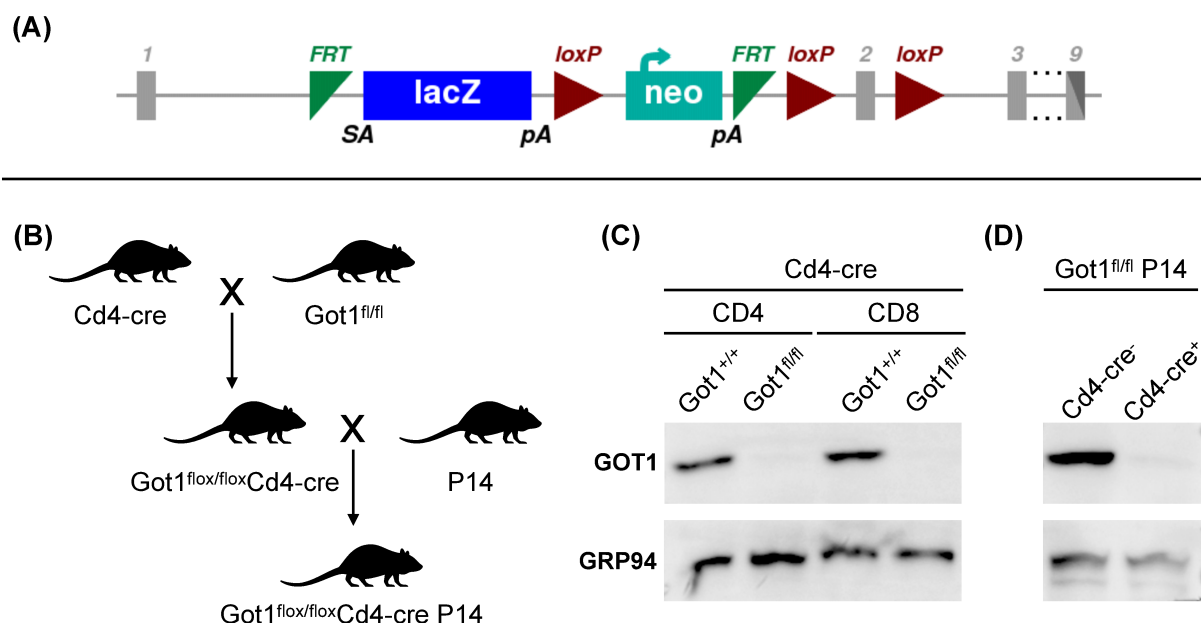 (A)
1 FRT loxP FRT loxP 2 loxP 3 9
lacZ neo
SA pA pA
(B)
Cd4-cre X Got1fl/fl
X
Got1flox/floxCd4-cre P14
Got1flox/floxCd4-cre P14
(C)
Cd4-cre
CD4 CD8
Got1+/+ Got1fl/fl Got1+/+ Got1fl/fl
GOT1
GRP94
(D)
Got1fl/fl P14
Cd4-cre- Cd4-cre+